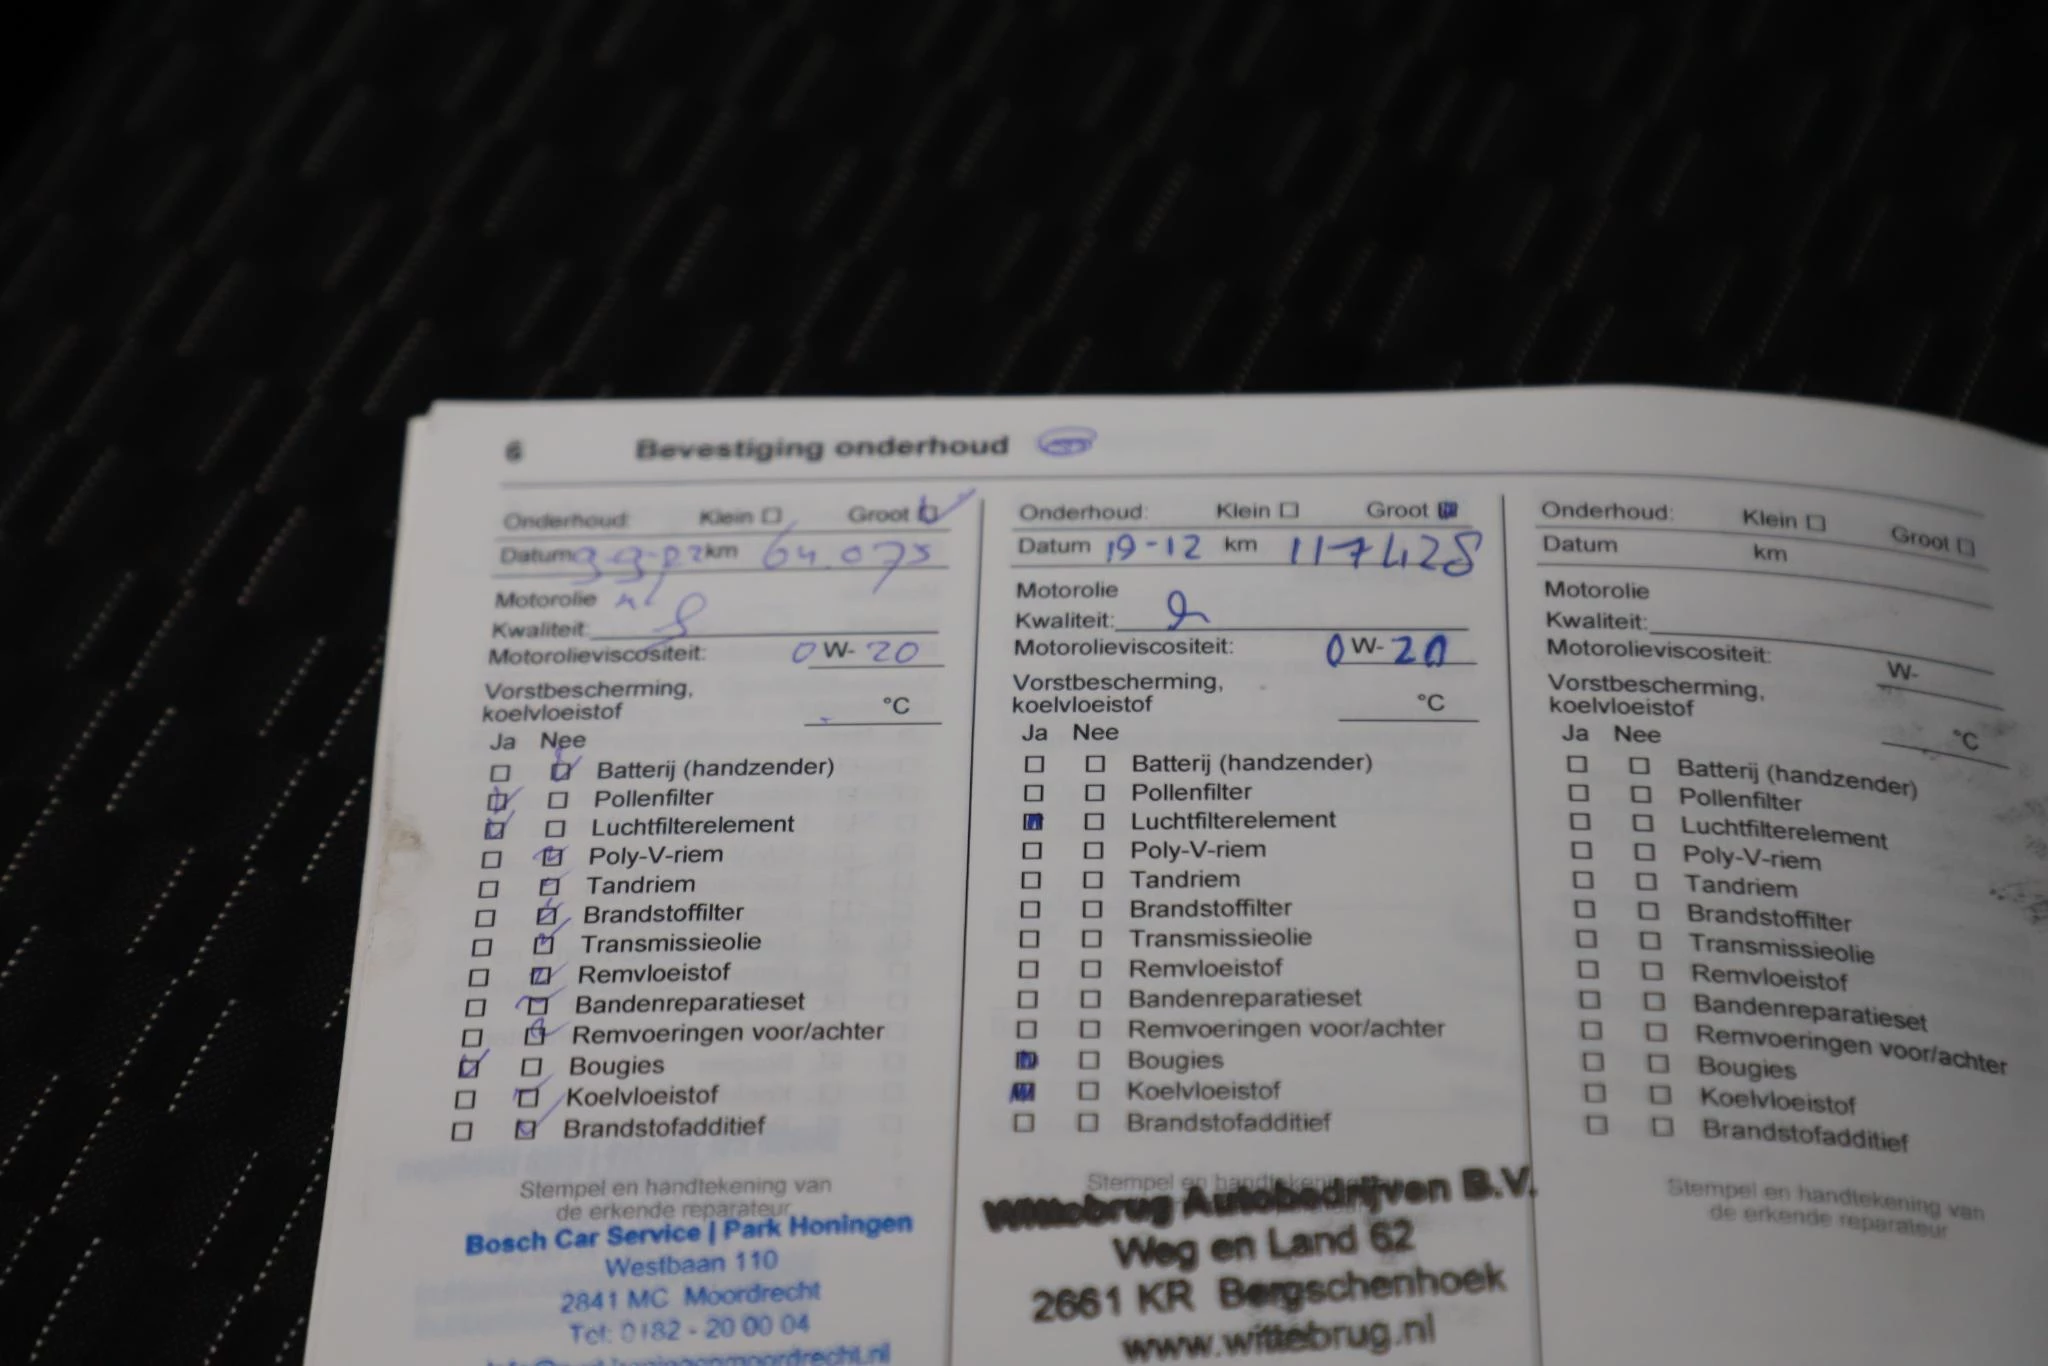 6 Bevestiging onderhoud
Onderhoud: Klein Groot
Datum km 64.075
Motorolie
Kwaliteit:
Motorolieviscositeit: 0 W- 20
Vorstbescherming,
koelvloeistof °C
Ja Nee
Batterij (handzender)
Pollenfilter
Luchtfilterelement
Poly-V-riem
Tandriem
Brandstoffilter
Transmissieolie
Remvloeistof
Bandenreparatieset
Remvoeringen voor/achter
Bougies
Koelvloeistof
Brandstofadditief
Stempel en handtekening van
de erkende reparateur
Bosch Car Service | Park Honingen
Westbaan 110
2841 MC Moordrecht
Tel: 0182 - 20 00 04
Onderhoud: Klein Groot
Datum 19-12 km 117428
Motorolie
Kwaliteit:
Motorolieviscositeit: 0 W- 20
Vorstbescherming,
koelvloeistof °C
Ja Nee
Batterij (handzender)
Pollenfilter
Luchtfilterelement
Poly-V-riem
Tandriem
Brandstoffilter
Transmissieolie
Remvloeistof
Bandenreparatieset
Remvoeringen voor/achter
Bougies
Koelvloeistof
Brandstofadditief
Stempel en handtekening
Wittebrug Autobedrijven B.V.
Weg en Land 62
2661 KR Bergschenhoek
www.wittebrug.nl
Onderhoud: Klein Groot
Datum km
Motorolie
Kwaliteit:
Motorolieviscositeit: W-
Vorstbescherming,
koelvloeistof °C
Ja Nee
Batterij (handzender)
Pollenfilter
Luchtfilterelement
Poly-V-riem
Tandriem
Brandstoffilter
Transmissieolie
Remvloeistof
Bandenreparatieset
Remvoeringen voor/achter
Bougies
Koelvloeistof
Brandstofadditief
Stempel en handtekening van
de erkende reparateur